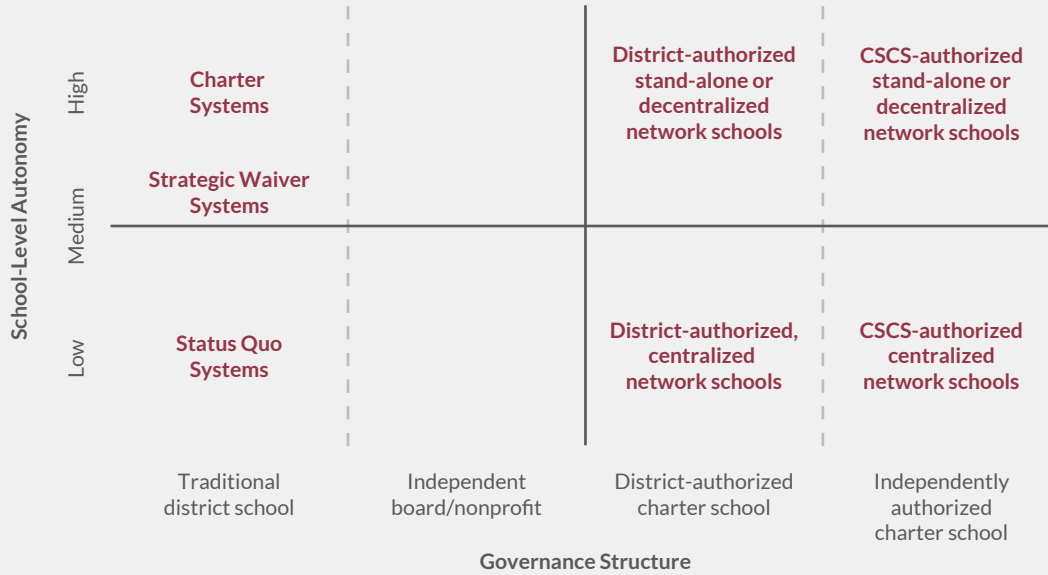 School-Level Autonomy
High
Medium
Low
Charter
Systems
Strategic Waiver
Systems
Status Quo
Systems
District-authorized
stand-alone or
decentralized
network schools
CSCS-authorized
stand-alone or
decentralized
network schools
District-authorized,
centralized
network schools
CSCS-authorized
centralized
network schools
Traditional
district school
Independent
board/nonprofit
District-authorized
charter school
Independently
authorized
charter school
Governance Structure